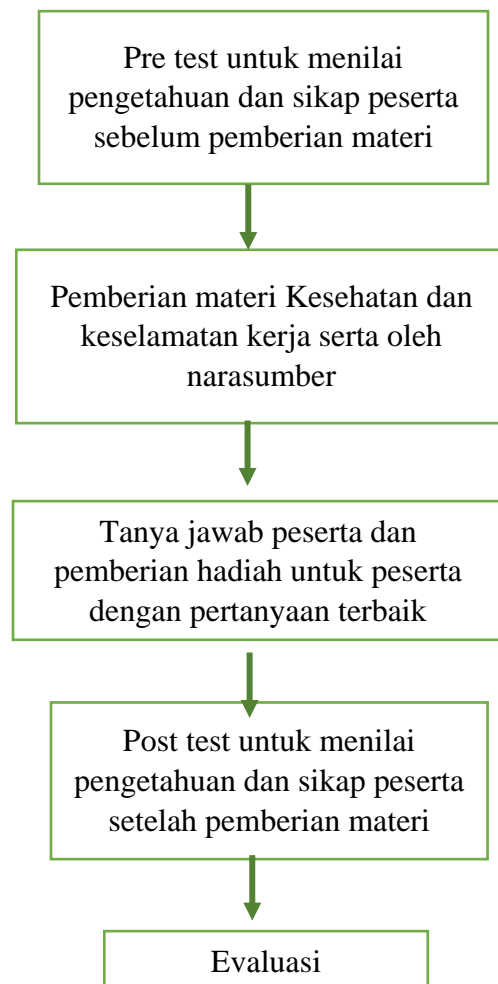 Pre test untuk menilai
pengetahuan dan sikap peserta
sebelum pemberian materi
Pemberian materi Kesehatan dan
keselamatan kerja serta oleh
narasumber
Tanya jawab peserta dan
pemberian hadiah untuk peserta
dengan pertanyaan terbaik
Post test untuk menilai
pengetahuan dan sikap peserta
setelah pemberian materi
Evaluasi